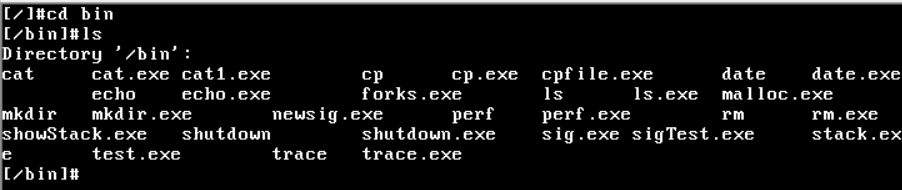 [/]#cd bin
[/bin]#ls
Directory '/bin':
cat     cat.exe cat1.exe        cp      cp.exe  cpfile.exe      date    date.exe
        echo    echo.exe        forks.exe       ls      ls.exe  malloc.exe
mkdir   mkdir.exe       newsig.exe      perf    perf.exe        rm      rm.exe
showStack.exe   shutdown        shutdown.exe    sig.exe sigTest.exe     stack.ex
e       test.exe        trace   trace.exe
[/bin]#